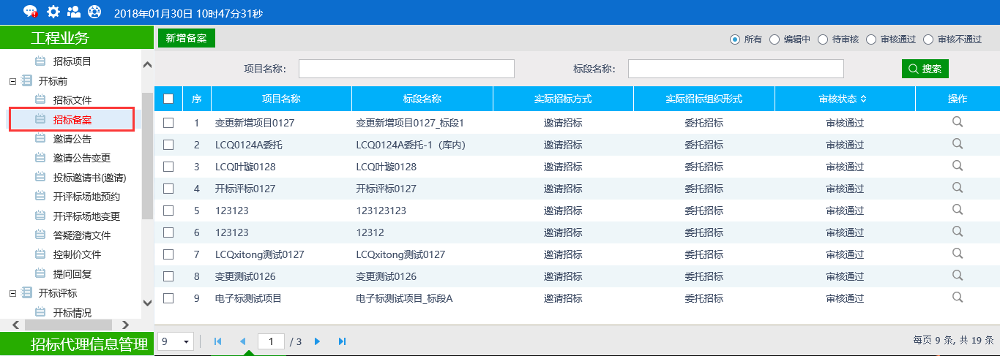 2018年01月30日 10时47分31秒
工程业务
招标项目
开标前
招标文件
招标备案
邀请公告
邀请公告变更
投标邀请书(邀请)
开评标场地预约
开评标场地变更
答疑澄清文件
控制价文件
提问回复
开标评标
开标情况
招标代理信息管理
新增备案
所有 编辑中 待审核 审核通过 审核不通过
项目名称： 标段名称： 搜索
序 项目名称 标段名称 实际招标方式 实际招标组织形式 审核状态 操作
1 变更新增项目0127 变更新增项目0127_标段1 邀请招标 委托招标 审核通过
2 LCQ0124A委托 LCQ0124A委托-1（库内） 邀请招标 委托招标 审核通过
3 LCQ叶璇0128 LCQ叶璇0128 邀请招标 委托招标 审核通过
4 开标评标0127 开标评标0127 邀请招标 委托招标 审核通过
5 123123 123123123 邀请招标 委托招标 审核通过
6 123123 12312 邀请招标 委托招标 审核通过
7 LCQxitong测试0127 LCQxitong测试0127 邀请招标 委托招标 审核通过
8 变更测试0126 变更测试0126 邀请招标 委托招标 审核通过
9 电子标测试项目 电子标测试项目_标段A 邀请招标 委托招标 审核通过
9 1 / 3 每页 9 条, 共 19 条